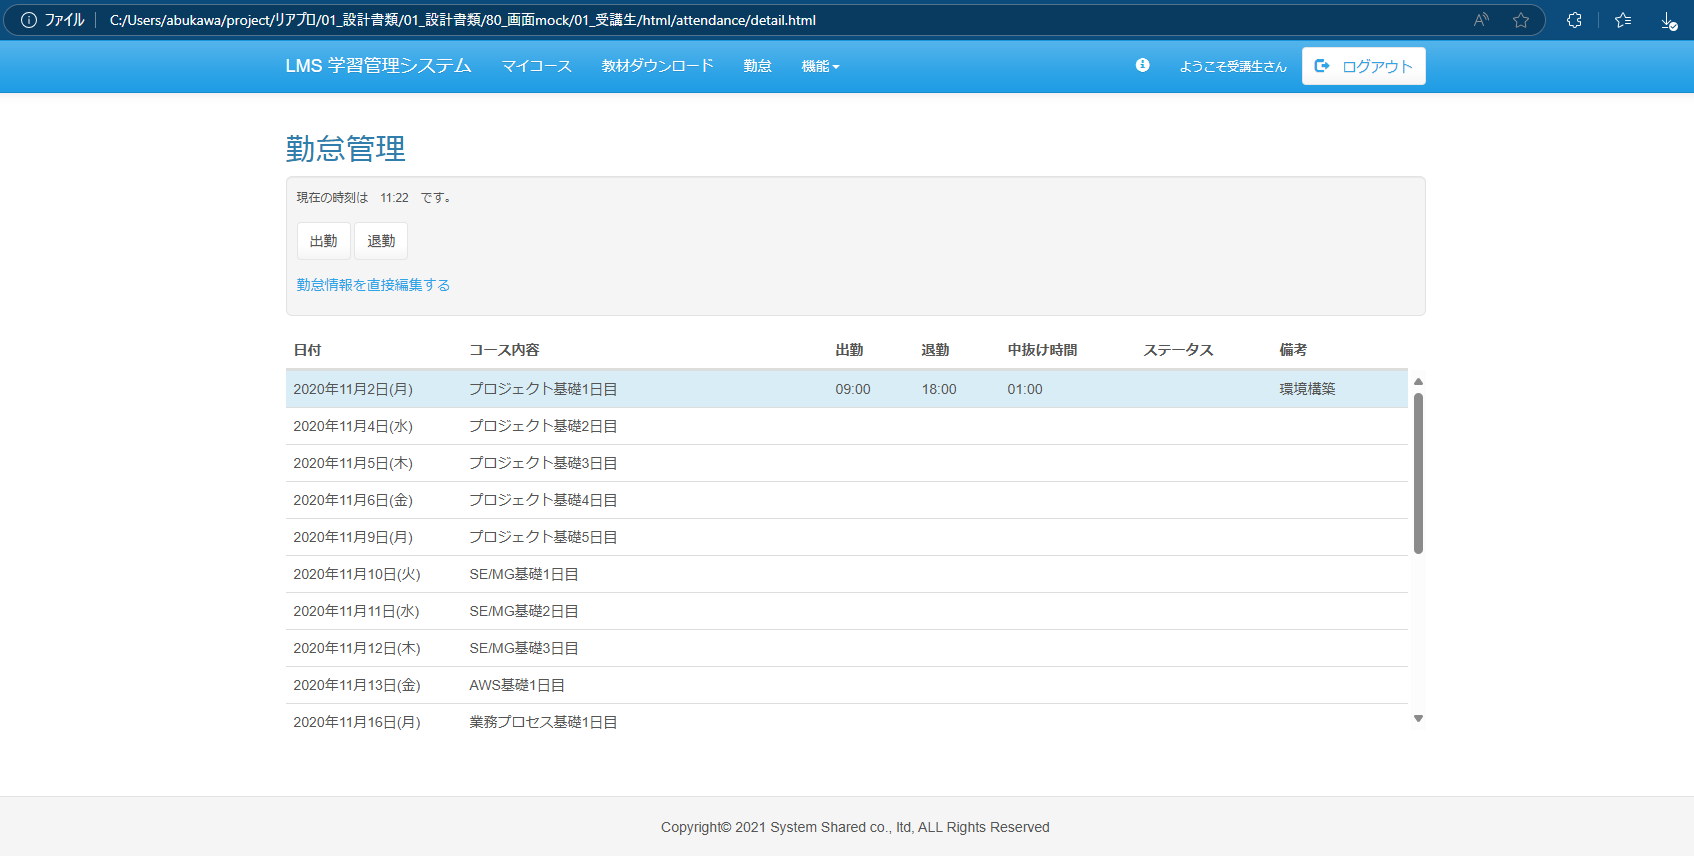 ファイル C:/Users/abukawa/project/リアプロ/01_設計書類/01_設計書類/80_画面mock/01_受講生/html/attendance/detail.html
LMS 学習管理システム マイコース 教材ダウンロード 勤怠 機能 ようこそ受講生さん ログアウト
勤怠管理
現在の時刻は 11:22 です。
出勤 退勤
勤怠情報を直接編集する
日付 コース内容 出勤 退勤 中抜け時間 ステータス 備考
2020年11月2日(月) プロジェクト基礎1日目 09:00 18:00 01:00 環境構築
2020年11月4日(水) プロジェクト基礎2日目
2020年11月5日(木) プロジェクト基礎3日目
2020年11月6日(金) プロジェクト基礎4日目
2020年11月9日(月) プロジェクト基礎5日目
2020年11月10日(火) SE/MG基礎1日目
2020年11月11日(水) SE/MG基礎2日目
2020年11月12日(木) SE/MG基礎3日目
2020年11月13日(金) AWS基礎1日目
2020年11月16日(月) 業務プロセス基礎1日目
Copyright© 2021 System Shared co., ltd, ALL Rights Reserved